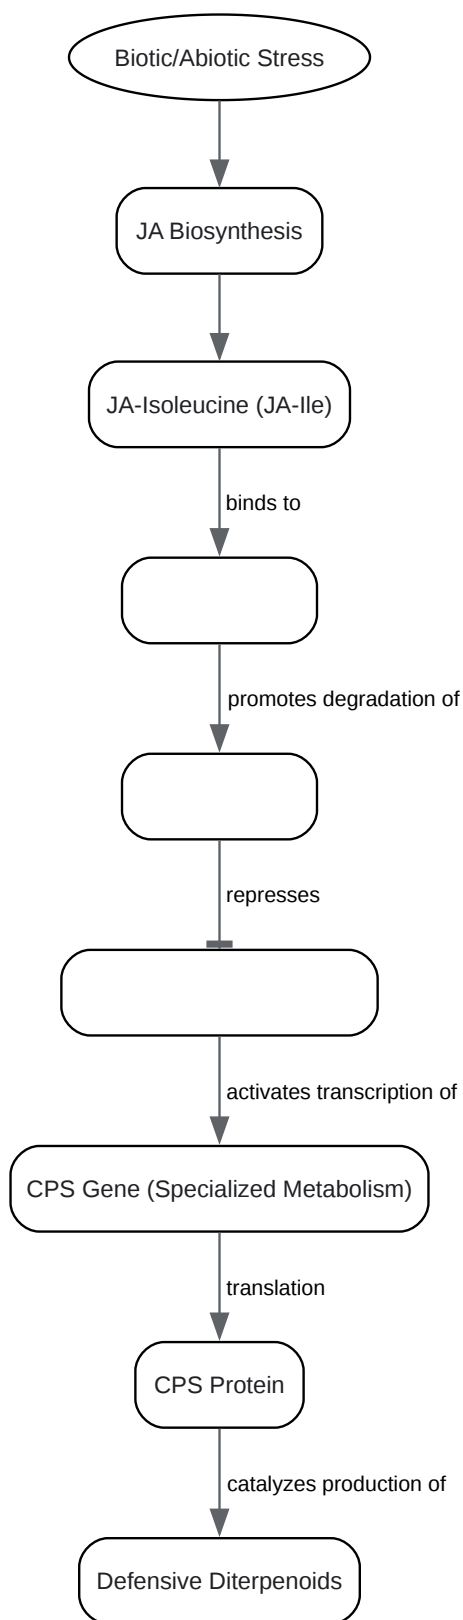 Biotic/Abiotic Stress
JA Biosynthesis
JA-Isoleucine (JA-Ile)
binds to
promotes degradation of
represses
activates transcription of
CPS Gene (Specialized Metabolism)
translation
CPS Protein
catalyzes production of
Defensive Diterpenoids